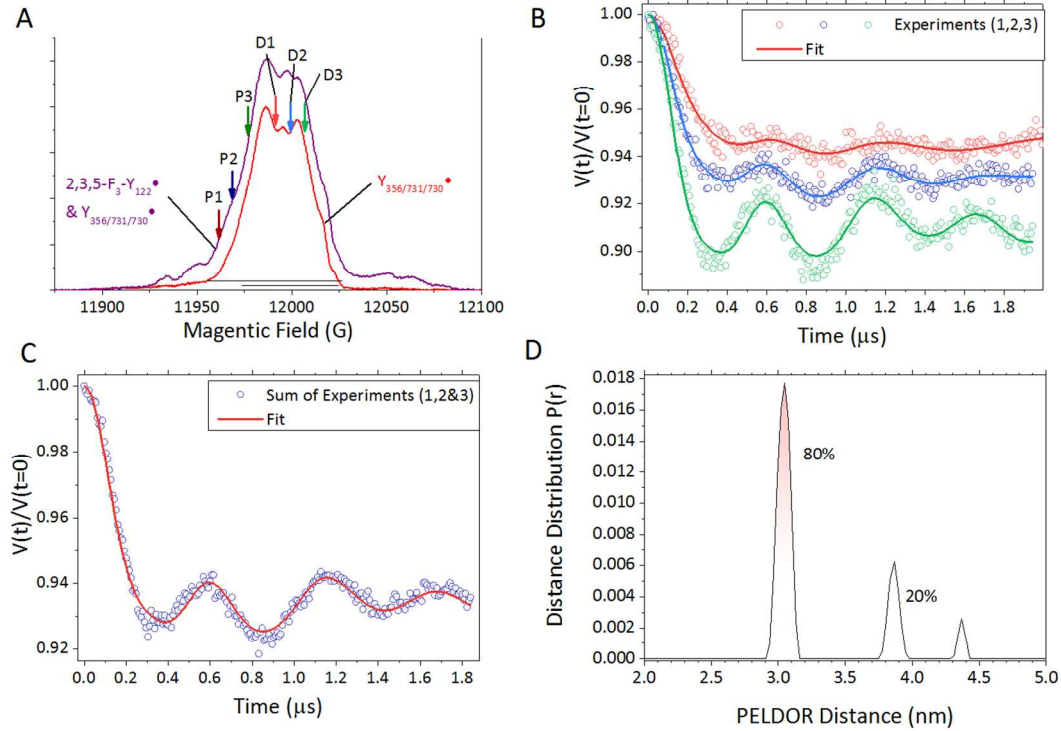 A
D1
D2
D3
P3
P2
P1
2,3,5-F3-Y122•
& Y356/731/730•
Y356/731/730•
11900
11950
12000
12050
12100
Magentic Field (G)
B
Experiments (1,2,3)
Fit
1.00
0.98
0.96
0.94
0.92
0.90
V(t)/V(t=0)
0.0
0.2
0.4
0.6
0.8
1.0
1.2
1.4
1.6
1.8
Time (μs)
C
Sum of Experiments (1,2&3)
Fit
1.00
0.98
0.96
0.94
0.92
V(t)/V(t=0)
0.0
0.2
0.4
0.6
0.8
1.0
1.2
1.4
1.6
1.8
Time (μs)
D
0.018
0.016
0.014
0.012
0.010
0.008
0.006
0.004
0.002
0.000
Distance Distribution P(r)
80%
20%
2.0
2.5
3.0
3.5
4.0
4.5
5.0
PELDOR Distance (nm)